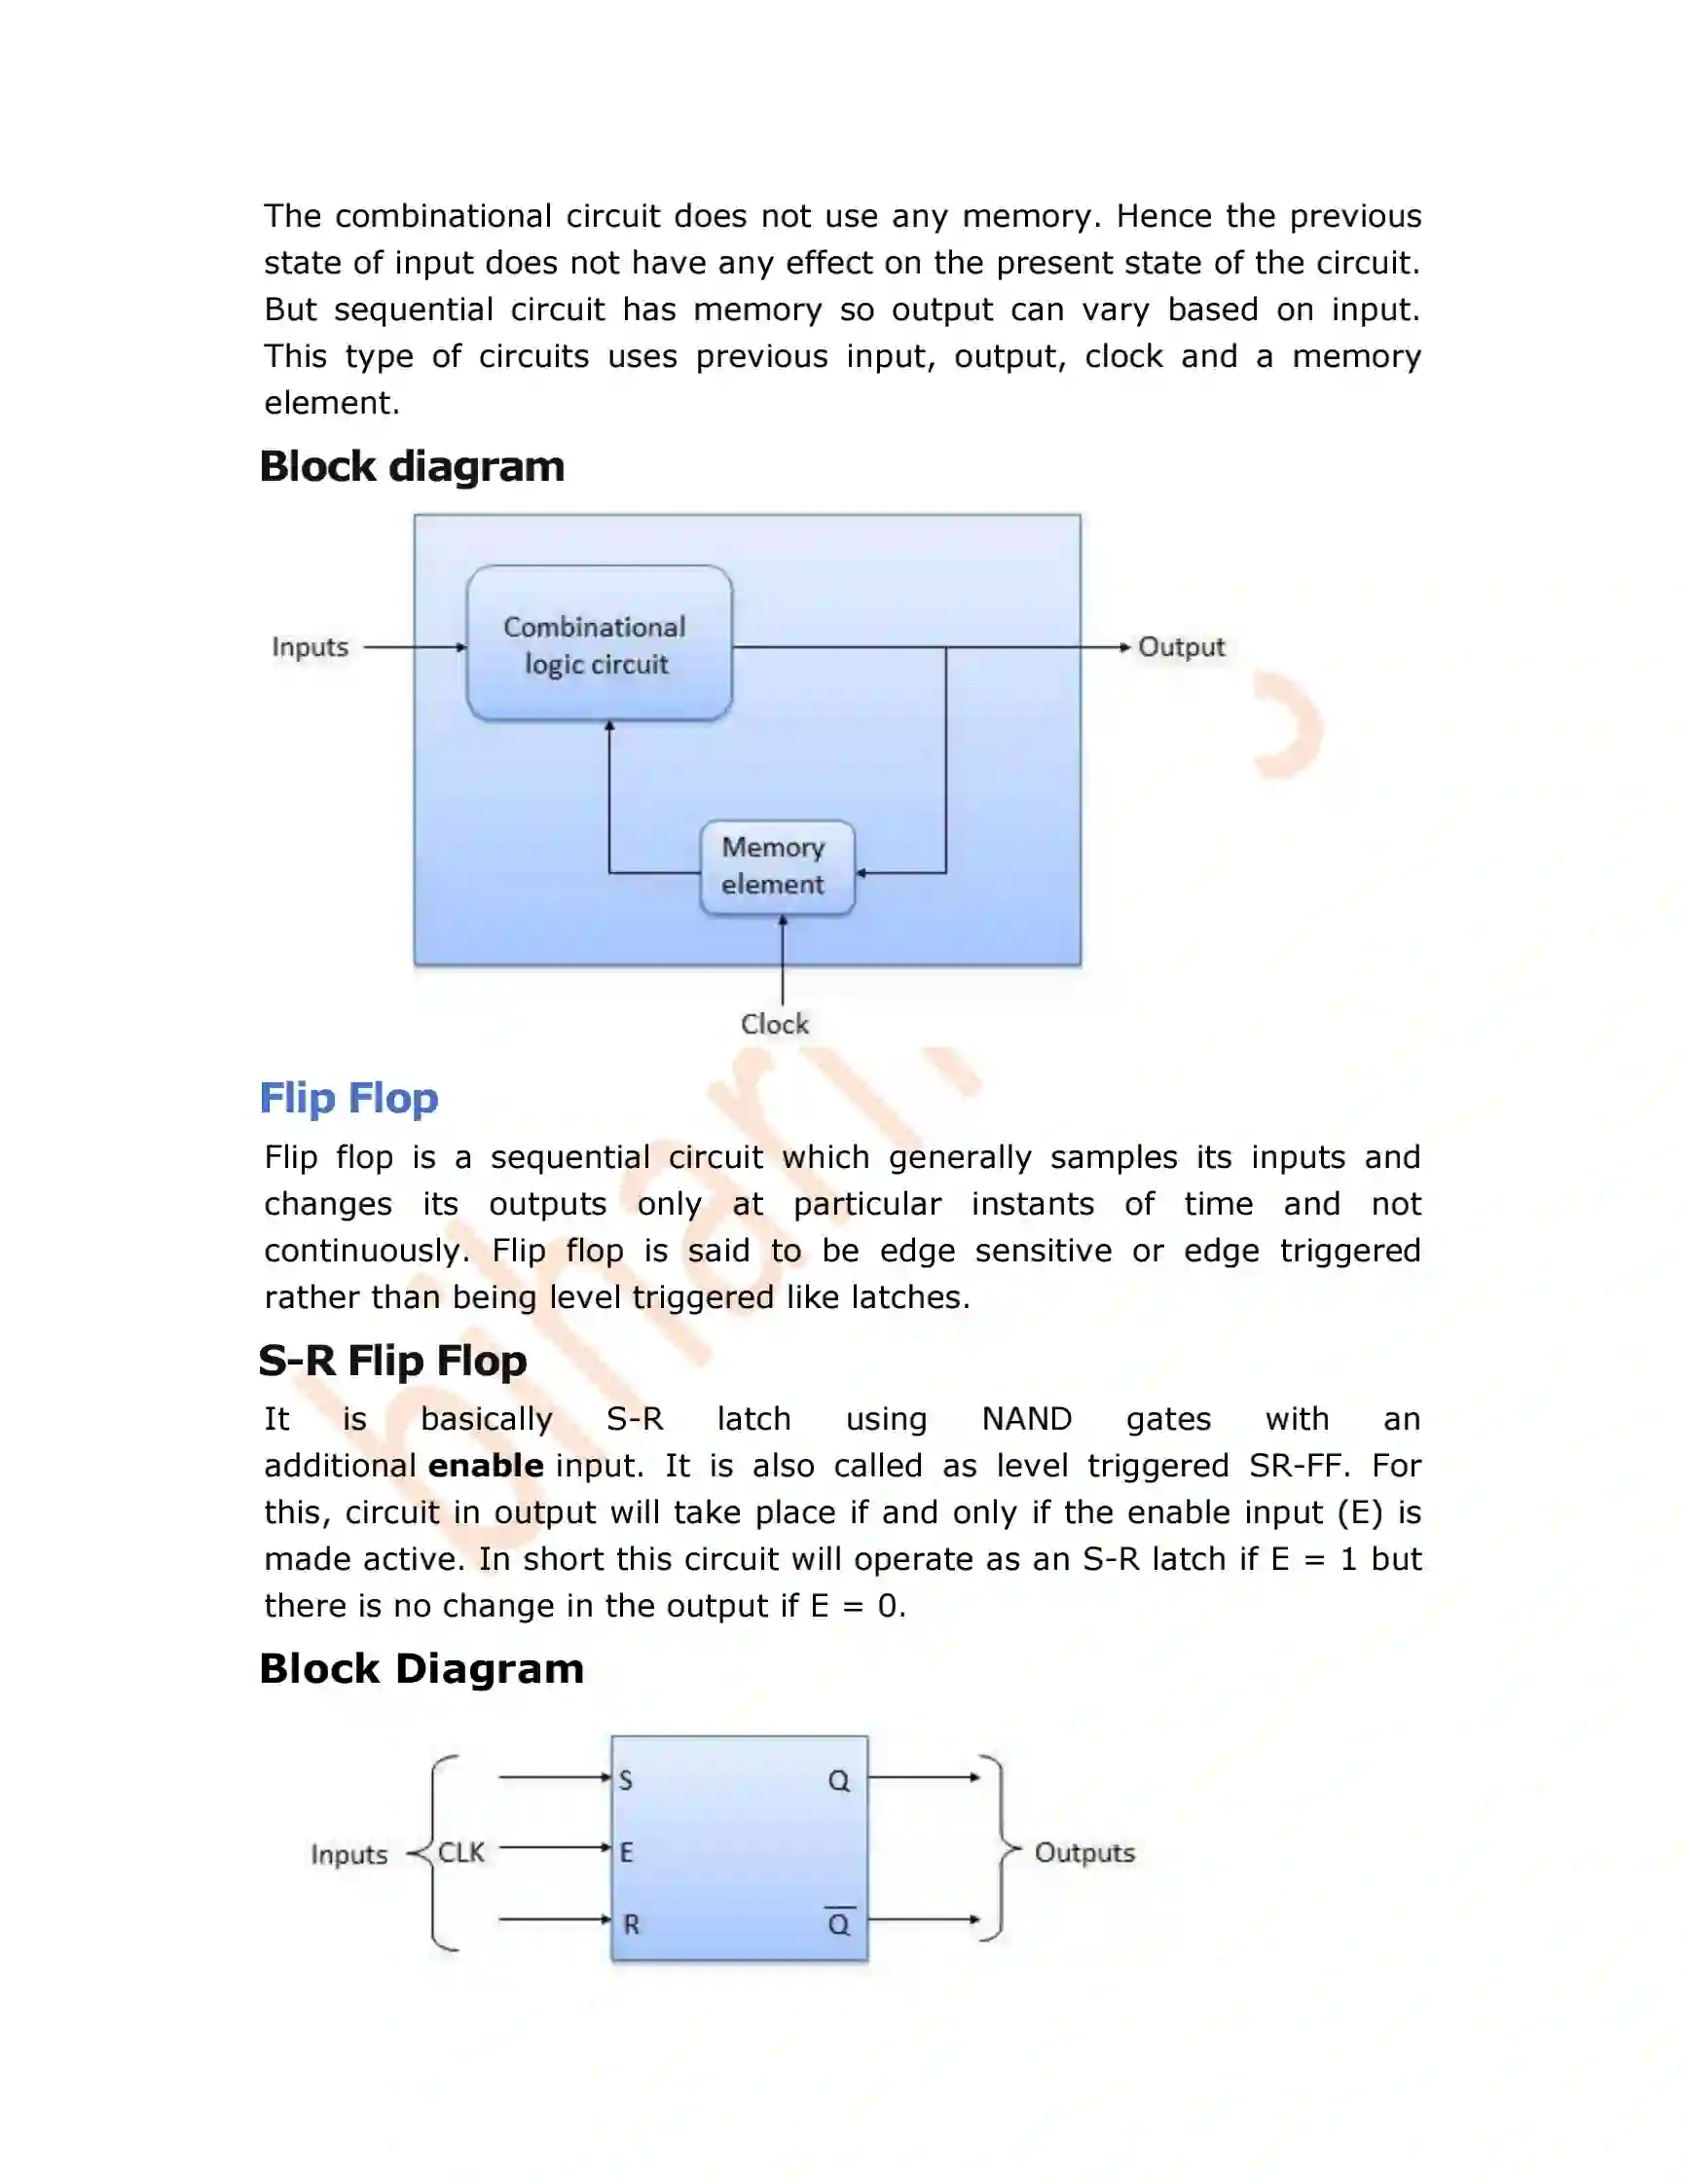 The combinational circuit does not use any memory. Hence the previous
state of input does not have any effect on the present state of the circuit.
But sequential circuit has memory so output can vary based on input.
This type of circuits uses previous input, output, clock and a memory
element.
Block diagram
Combinational
logic circuit
Inputs
Output
Memory
element
Clock
Flip Flop
Flip flop is a sequential circuit which generally samples its inputs and
changes its outputs only at particular instants of time and not
continuously. Flip flop is said to be edge sensitive or edge triggered
rather than being level triggered like latches.
S-R Flip Flop
It is basically S-R latch using NAND gates with an
additional enable input. It is also called as level triggered SR-FF. For
this, circuit in output will take place if and only if the enable input (E) is
made active. In short this circuit will operate as an S-R latch if E = 1 but
there is no change in the output if E = 0.
Block Diagram
S Q
Inputs CLK E Outputs
R Q̅